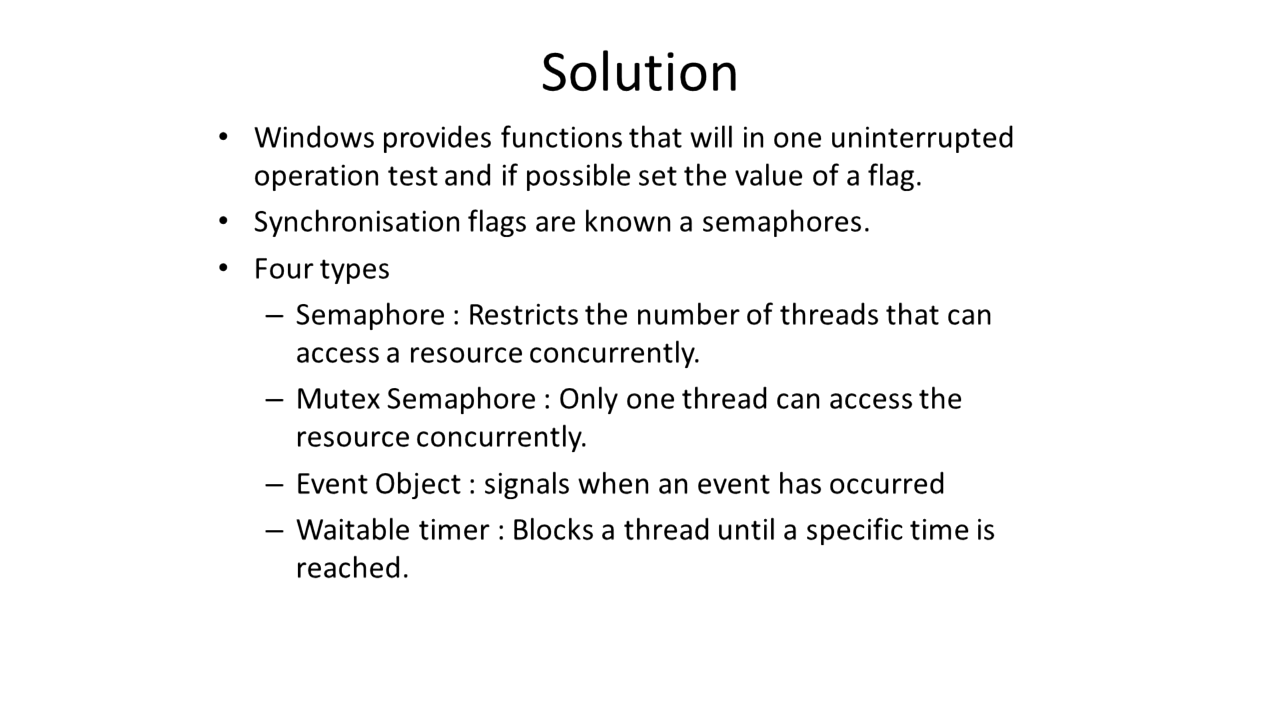 Solution
• Windows provides functions that will in one uninterrupted
operation test and if possible set the value of a flag.
• Synchronisation flags are known a semaphores.
• Four types
– Semaphore : Restricts the number of threads that can
access a resource concurrently.
– Mutex Semaphore : Only one thread can access the
resource concurrently.
– Event Object : signals when an event has occurred
– Waitable timer : Blocks a thread until a specific time is
reached.